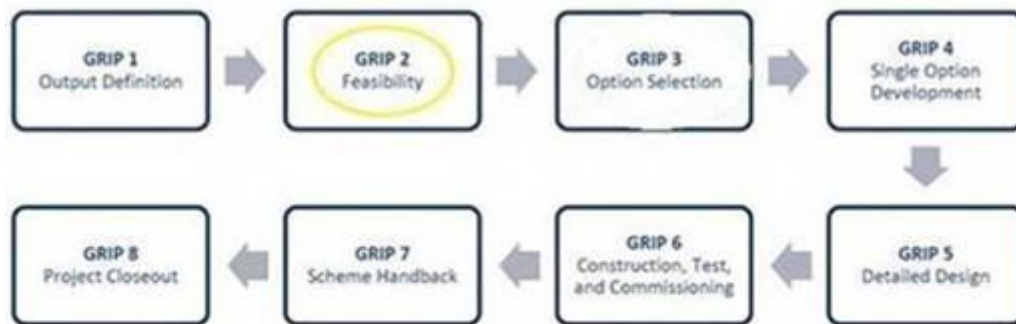 GRIP 1
Output Definition
GRIP 2
Feasibility
GRIP 3
Option Selection
GRIP 4
Single Option
Development
GRIP 8
Project Closeout
GRIP 7
Scheme Handback
GRIP 6
Construction, Test,
and Commissioning
GRIP 5
Detailed Design